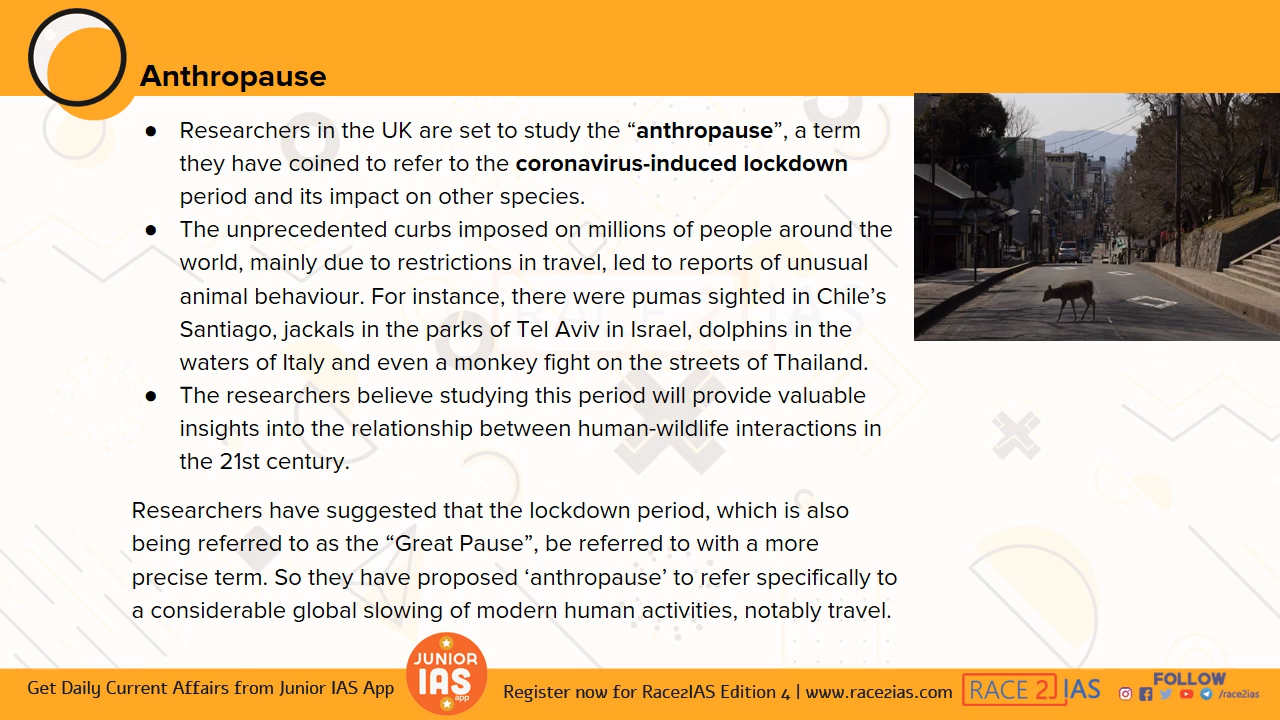 Anthropause
● Researchers in the UK are set to study the “anthropause”, a term
they have coined to refer to the coronavirus-induced lockdown
period and its impact on other species.
● The unprecedented curbs imposed on millions of people around the
world, mainly due to restrictions in travel, led to reports of unusual
animal behaviour. For instance, there were pumas sighted in Chile’s
Santiago, jackals in the parks of Tel Aviv in Israel, dolphins in the
waters of Italy and even a monkey fight on the streets of Thailand.
● The researchers believe studying this period will provide valuable
insights into the relationship between human-wildlife interactions in
the 21st century.
Researchers have suggested that the lockdown period, which is also
being referred to as the “Great Pause”, be referred to with a more
precise term. So they have proposed ‘anthropause’ to refer specifically to
a considerable global slowing of modern human activities, notably travel.
RACE 2 IAS
Get Daily Current Affairs from Junior IAS App
JUNIOR
IAS
app
Register now for Race2IAS Edition 4 | www.race2ias.com
RACE 2 IAS
FOLLOW
/race2ias